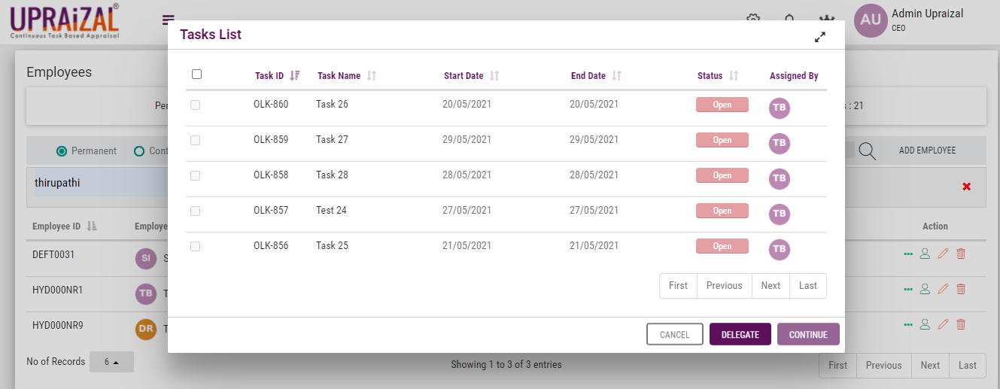 UPRAiZAL®
Continuous Task Based Appraisal
AU
Admin Upraizal
CEO
Employees
Per
s : 21
Permanent
Cont
ADD EMPLOYEE
thirupathi
Employee ID
Employe
Action
DEFT0031
SI
S
HYD000NR1
TB
T
HYD000NR9
DR
T
No of Records
6
Showing 1 to 3 of 3 entries
First Previous Next Last
Tasks List
Task ID Task Name Start Date End Date Status Assigned By
OLK-860 Task 26 20/05/2021 20/05/2021 Open TB
OLK-859 Task 27 29/05/2021 29/05/2021 Open TB
OLK-858 Task 28 28/05/2021 28/05/2021 Open TB
OLK-857 Test 24 27/05/2021 27/05/2021 Open TB
OLK-856 Task 25 21/05/2021 21/05/2021 Open TB
First Previous Next Last
CANCEL DELEGATE CONTINUE